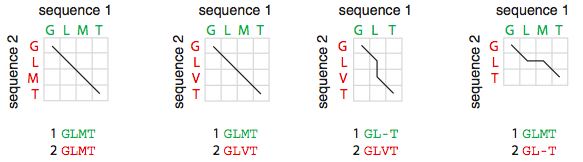 sequence 1
G L M T
sequence 2
G
L
M
T
1 GLMT
2 GLMT
sequence 1
G L M T
sequence 2
G
L
V
T
1 GLMT
2 GLVT
sequence 1
G L T
sequence 2
G
L
V
T
1 GL-T
2 GLVT
sequence 1
G L M T
sequence 2
G
L
T
1 GLMT
2 GL-T